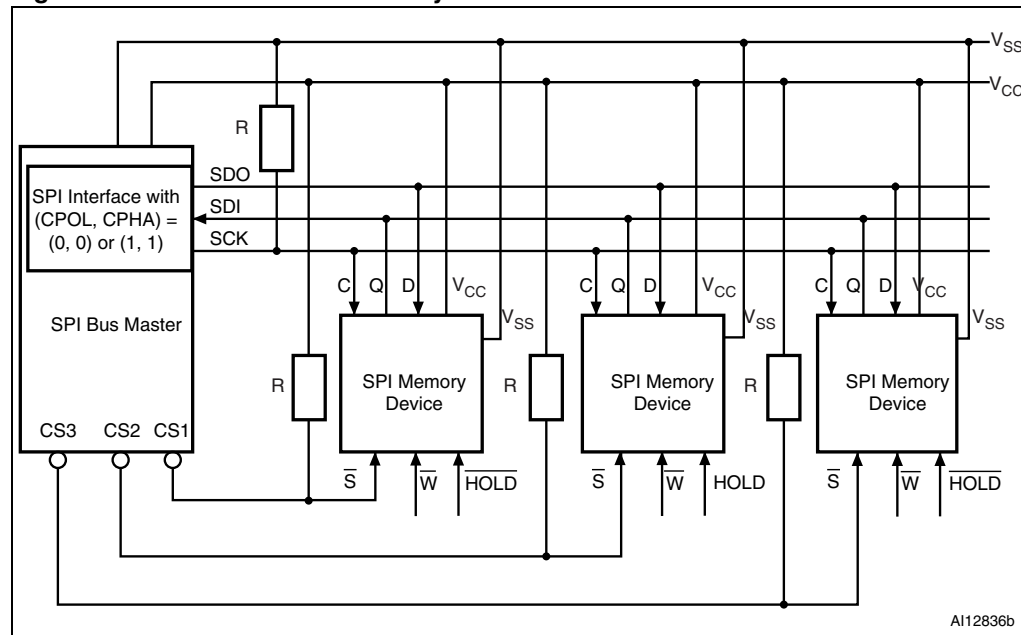 V_SS
V_CC
R
SDO
SPI Interface with
(CPOL, CPHA) =
(0, 0) or (1, 1)
SDI
SCK
C Q D V_CC
C Q D V_CC
C Q D V_CC
V_SS
V_SS
V_SS
SPI Bus Master
R
SPI Memory
Device
R
SPI Memory
Device
R
SPI Memory
Device
CS3 CS2 CS1
S̅ W̅ H̅O̅L̅D̅
S̅ W̅ HOLD
S̅ W̅ H̅O̅L̅D̅
AI12836b